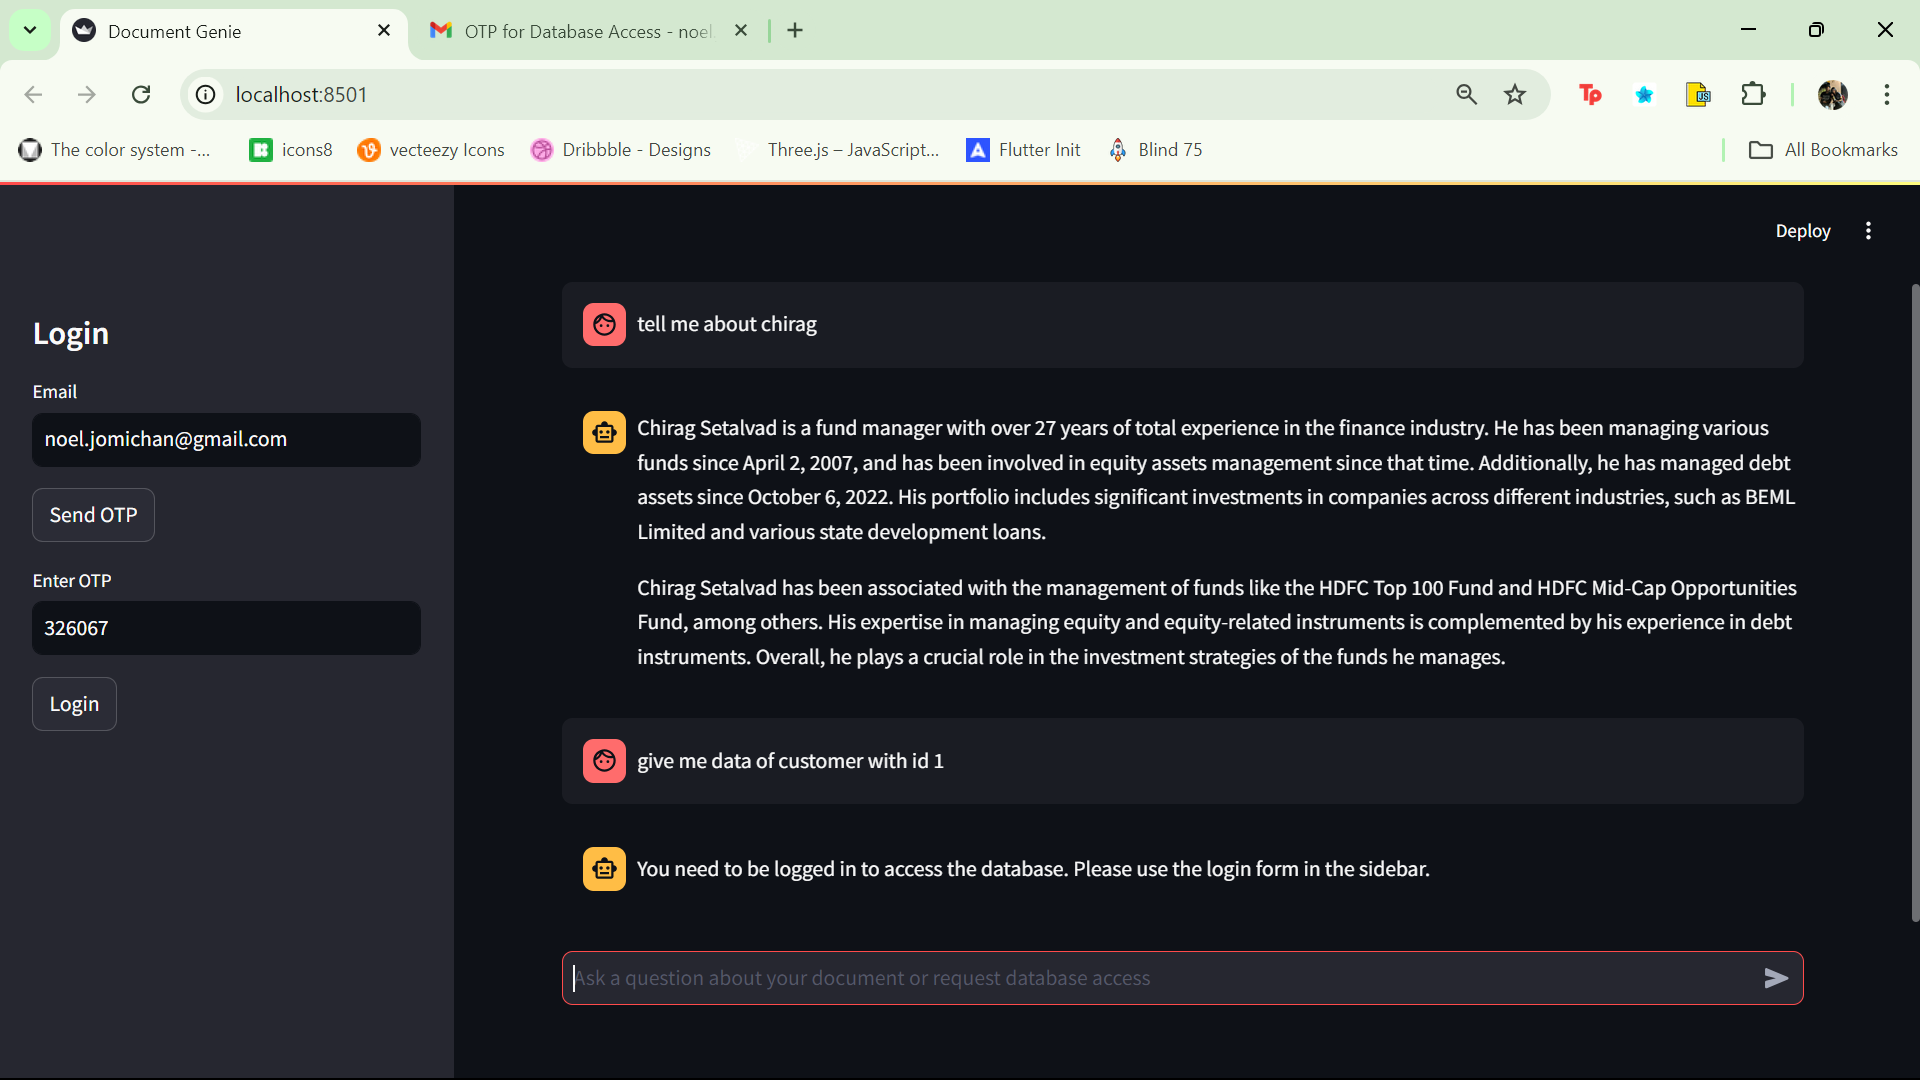 Document Genie
OTP for Database Access - noel.
localhost:8501
The color system -...
icons8
vecteezy Icons
Dribbble - Designs
Three.js – JavaScript...
Flutter Init
Blind 75
All Bookmarks
Tp
JS
Deploy
Login
Email
noel.jomichan@gmail.com
Send OTP
Enter OTP
326067
Login
tell me about chirag
Chirag Setalvad is a fund manager with over 27 years of total experience in the finance industry. He has been managing various
funds since April 2, 2007, and has been involved in equity assets management since that time. Additionally, he has managed debt
assets since October 6, 2022. His portfolio includes significant investments in companies across different industries, such as BEML
Limited and various state development loans.
Chirag Setalvad has been associated with the management of funds like the HDFC Top 100 Fund and HDFC Mid-Cap Opportunities
Fund, among others. His expertise in managing equity and equity-related instruments is complemented by his experience in debt
instruments. Overall, he plays a crucial role in the investment strategies of the funds he manages.
give me data of customer with id 1
You need to be logged in to access the database. Please use the login form in the sidebar.
Ask a question about your document or request database access